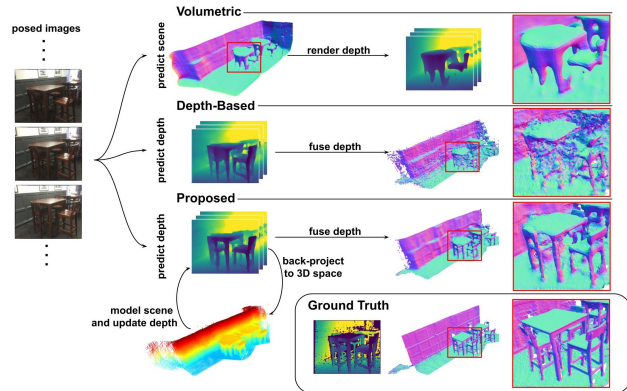 posed images
Volumetric
predict scene
render depth
Depth-Based
predict depth
fuse depth
Proposed
predict depth
fuse depth
back-project
to 3D space
model scene
and update depth
Ground Truth